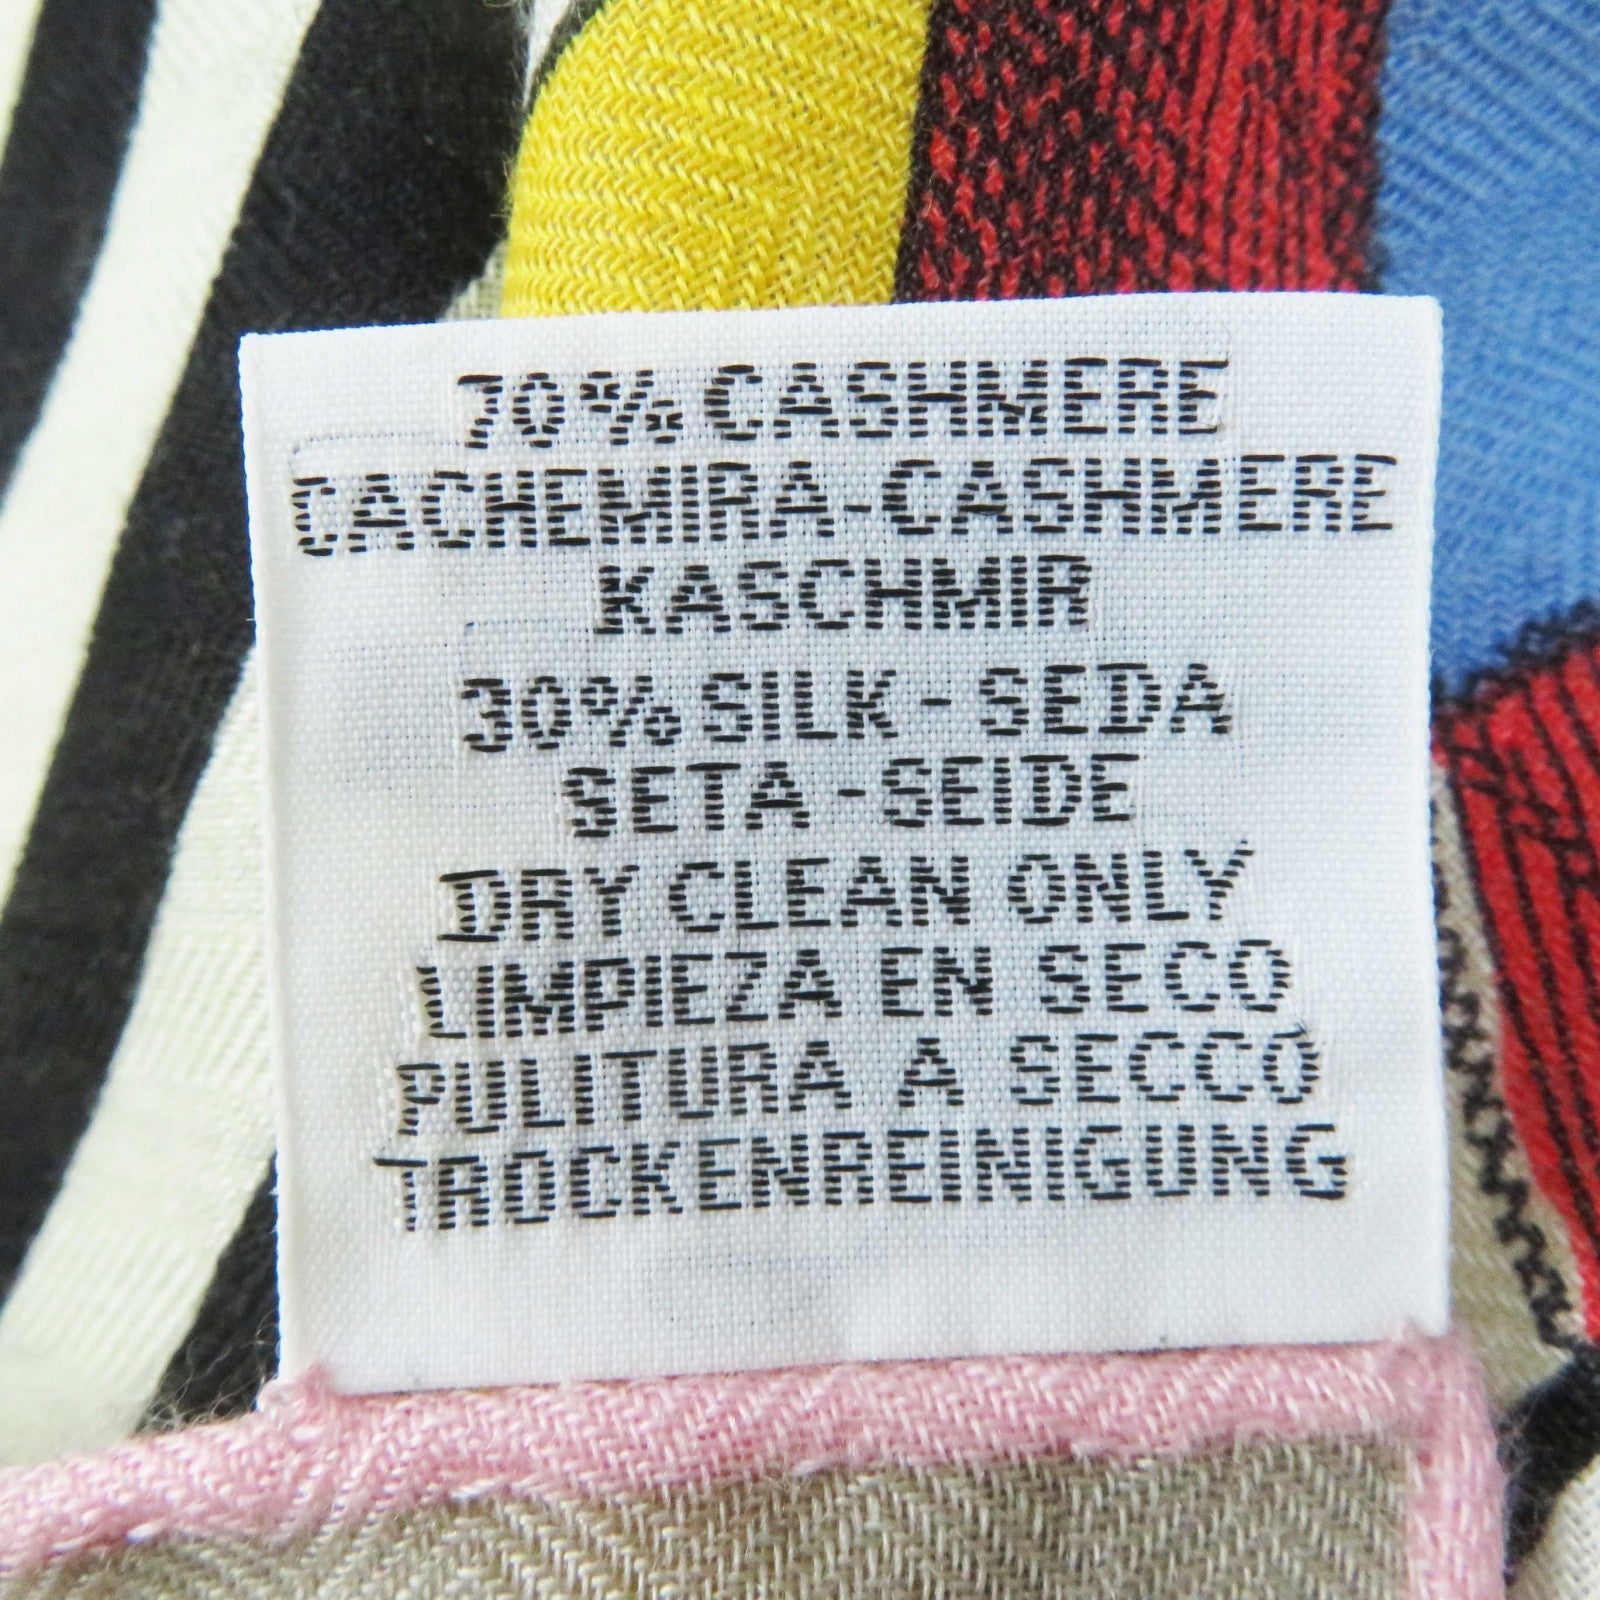 70% CASHMERE
CACHEMIRA-CASHMERE
KASCHMIR
30% SILK - SEDA
SETA - SEIDE
DRY CLEAN ONLY
LIMPIEZA EN SECO
PULITURA A SECCO
TROCKENREINIGUNG